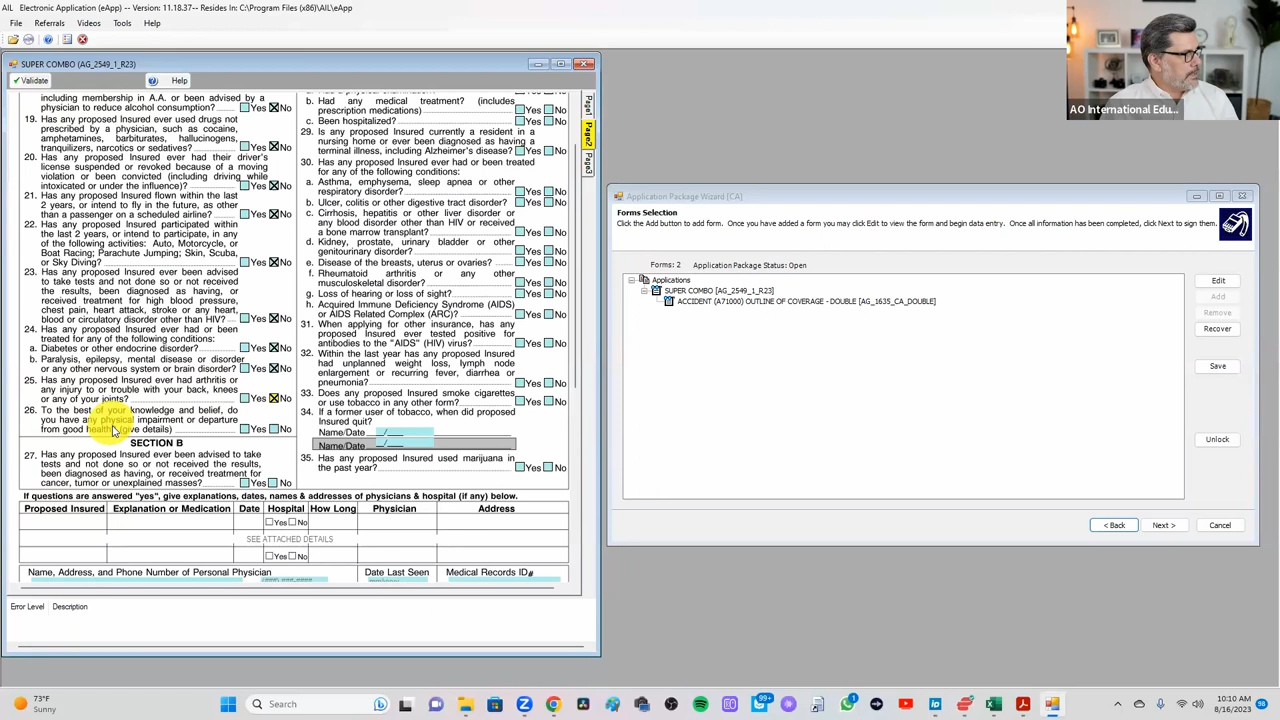 AIL Electronic Application (eApp) -- Version: 11.18.37-- Resides In: C:\Program Files (x86)\AIL\eApp
File Referrals Videos Tools Help
SUPER COMBO (AG_2549_1_R23)
Validate Help
including membership in A.A. or been advised by a
physician to reduce alcohol consumption? Yes No
19. Has any proposed Insured ever used drugs not
prescribed by a physician, such as cocaine,
amphetamines, barbiturates, hallucinogens,
tranquilizers, narcotics or sedatives? Yes No
20. Has any proposed Insured ever had their driver's
license suspended or revoked because of a moving
violation or been convicted (including driving while
intoxicated or under the influence)? Yes No
21. Has any proposed Insured flown within the last
2 years, or intend to fly in the future, as other
than a passenger on a scheduled airline? Yes No
22. Has any proposed Insured participated within
the last 2 years, or intend to participate, in any
of the following activities: Auto, Motorcycle, or
Boat Racing; Parachute Jumping; Skin, Scuba,
or Sky Diving? Yes No
23. Has any proposed Insured ever been advised
to take tests and not done so or not received
the results, been diagnosed as having, or
received treatment for high blood pressure,
chest pain, heart attack, stroke or any heart,
blood or circulatory disorder other than HIV? Yes No
24. Has any proposed Insured ever had or been
treated for any of the following conditions:
a. Diabetes or other endocrine disorder? Yes No
b. Paralysis, epilepsy, mental disease or disorder
or any other nervous system or brain disorder? Yes No
25. Has any proposed Insured ever had arthritis or
any injury to or trouble with your back, knees
or any of your joints? Yes No
26. To the best of your knowledge and belief, do
you have any physical impairment or departure
from good health (give details) Yes No
SECTION B
27. Has any proposed Insured ever been advised to take
tests and not done so or not received the results,
been diagnosed as having, or received treatment for
cancer, tumor or unexplained masses? Yes No
b. Had any medical treatment? (includes
prescription medications) Yes No
c. Been hospitalized? Yes No
29. Is any proposed Insured currently a resident in a
nursing home or ever been diagnosed as having a
terminal illness, including Alzheimer's disease? Yes No
30. Has any proposed Insured ever had or been treated
for any of the following conditions:
a. Asthma, emphysema, sleep apnea or other
respiratory disorder? Yes No
b. Ulcer, colitis or other digestive tract disorder? Yes No
c. Cirrhosis, hepatitis or other liver disorder or
any blood disorder other than HIV or received
a bone marrow transplant? Yes No
d. Kidney, prostate, urinary bladder or other
genitourinary disorder? Yes No
e. Disease of the breasts, uterus or ovaries? Yes No
f. Rheumatoid arthritis or any other
musculoskeletal disorder? Yes No
g. Loss of hearing or loss of sight? Yes No
h. Acquired Immune Deficiency Syndrome (AIDS)
or AIDS Related Complex (ARC)? Yes No
31. When applying for other insurance, has any
proposed Insured ever tested positive for
antibodies to the "AIDS" (HIV) virus? Yes No
32. Within the last year has any proposed Insured
had unplanned weight loss, lymph node
enlargement or recurring fever, diarrhea or
pneumonia? Yes No
33. Does any proposed Insured smoke cigarettes
or use tobacco in any other form? Yes No
34. If a former user of tobacco, when did proposed
Insured quit?
Name/Date _/___
Name/Date _/___
35. Has any proposed Insured used marijuana in
the past year? Yes No
Page1
Page2
Page3
If questions are answered "yes", give explanations, dates, names & addresses of physicians & hospital (if any) below.
Proposed Insured Explanation or Medication Date Hospital How Long Physician Address
Yes No
SEE ATTACHED DETAILS
Yes No
Name, Address, and Phone Number of Personal Physician Date Last Seen Medical Records ID#
Error Level Description
AO International Edu...
Application Package Wizard [CA]
Forms Selection
Click the Add button to add form. Once you have added a form you may click Edit to view the form and begin data entry. Once all information has been completed, click Next to sign them.
Forms: 2 Application Package Status: Open
Applications
SUPER COMBO [AG_2549_1_R23]
ACCIDENT (A71000) OUTLINE OF COVERAGE - DOUBLE [AG_1635_CA_DOUBLE]
Edit
Add
Remove
Recover
Save
Unlock
< Back Next > Cancel
73°F
Sunny
Search
99+
1
10:10 AM
8/16/2023
98